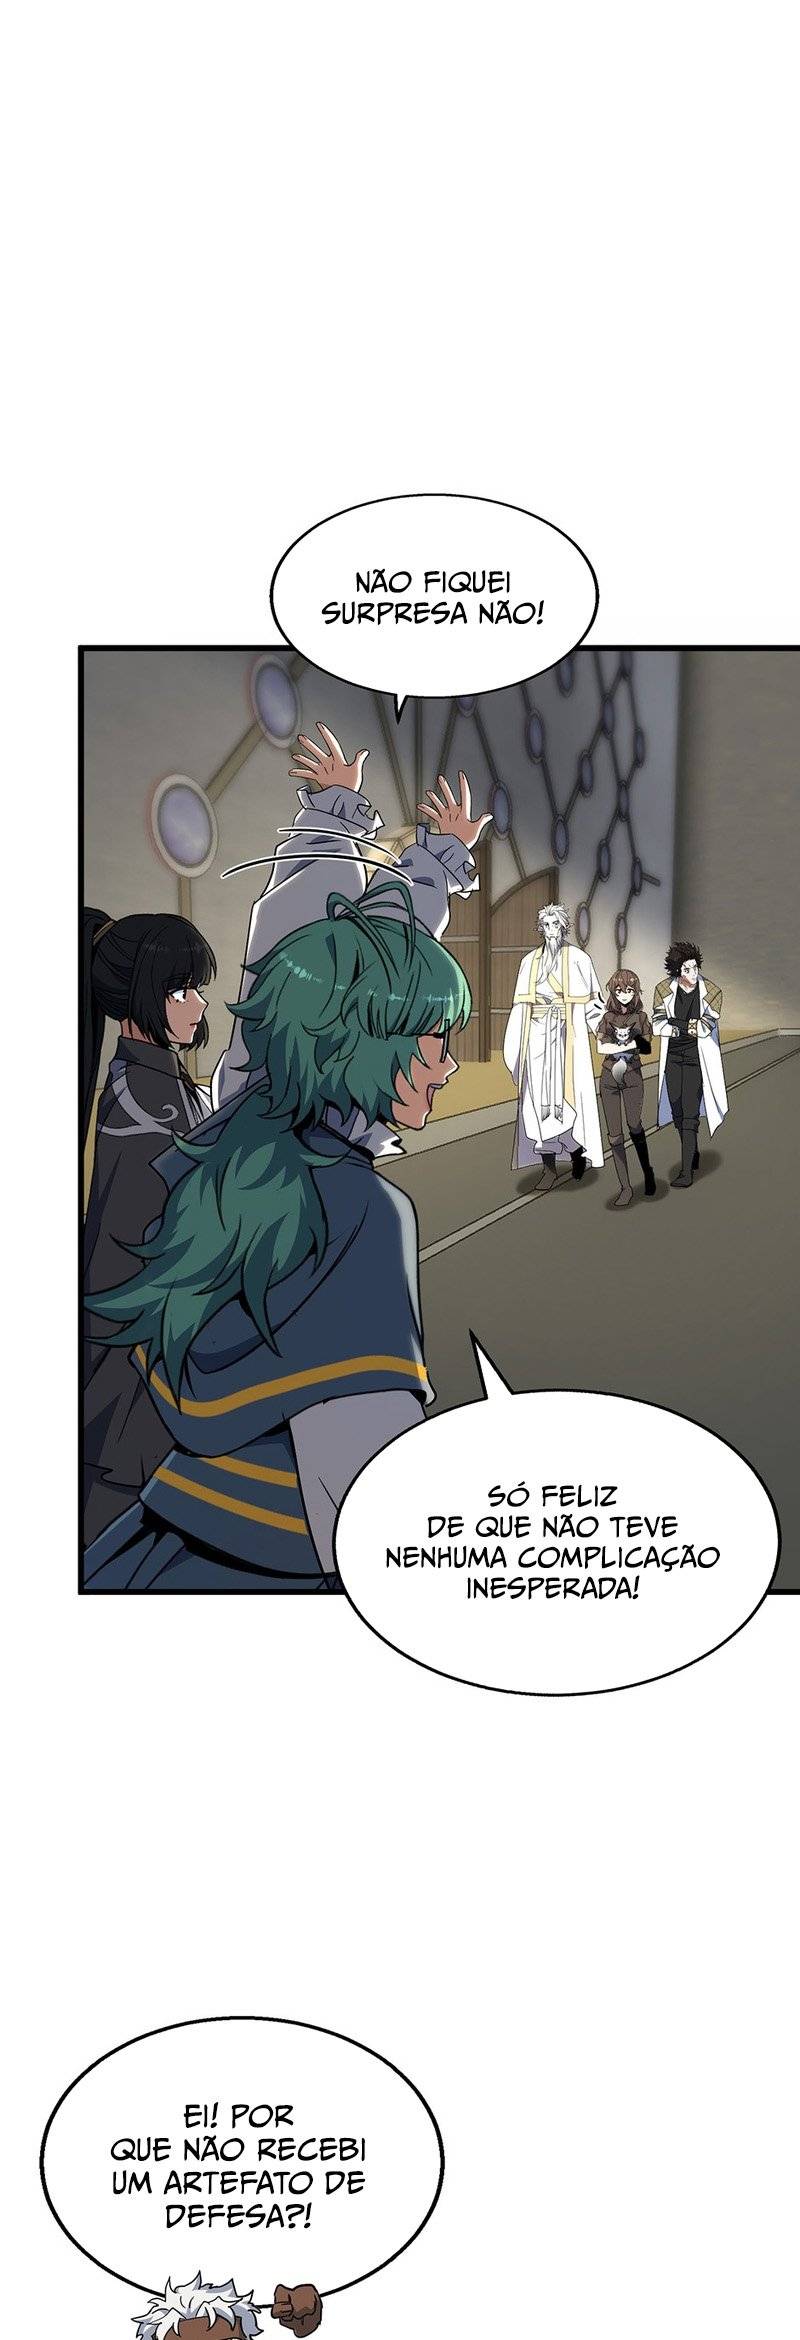 NÃO FIQUEI
SURPRESA NÃO!
SÓ FELIZ
DE QUE NÃO TEVE
NENHUMA COMPLICAÇÃO
INESPERADA!
EI! POR
QUE NÃO RECEBI
UM ARTEFATO DE
DEFESA?!